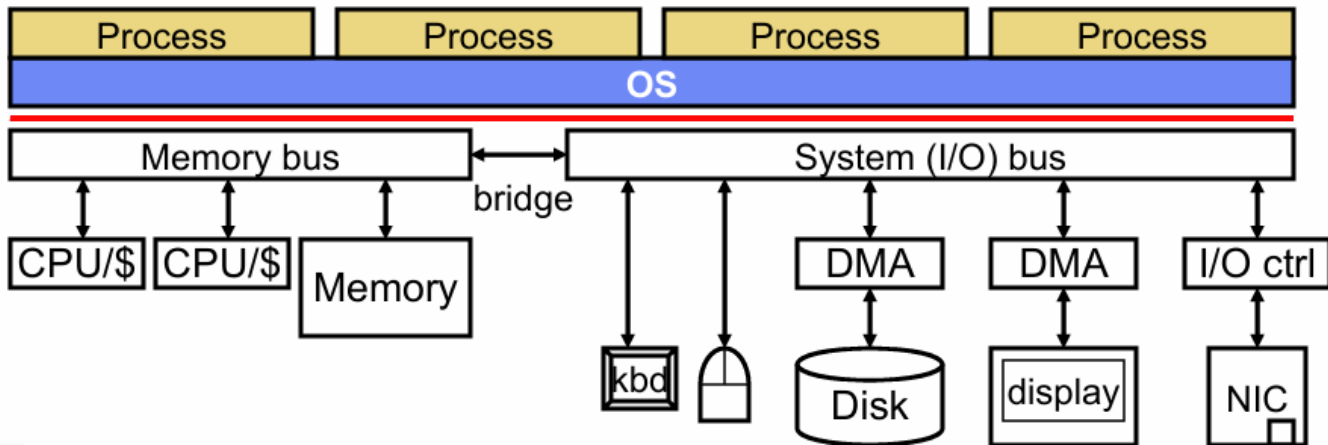 Process Process Process Process
OS
Memory bus System (I/O) bus
bridge
CPU/$ CPU/$ Memory DMA DMA I/O ctrl
kbd Disk display NIC